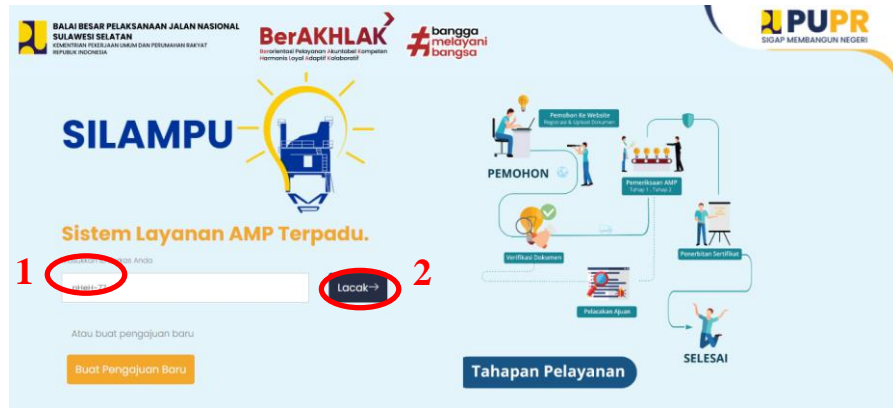 BALAI BESAR PELAKSANAAN JALAN NASIONAL
SULAWESI SELATAN
KEMENTRIAN PEKERJAAN UMUM DAN PERUMAHAN RAKYAT
REPUBLIK INDONESIA
BerAKHLAK
Berorientasi Pelayanan Akuntabel Kompeten
Harmonis Loyal Adaptif Kolaboratif
#bangga
melayani
bangsa
PUPR
SIGAP MEMBANGUN NEGERI
SILAMPU
Sistem Layanan AMP Terpadu.
Anda
1
2
Lacak→
Atau buat pengajuan baru
Buat Pengajuan Baru
Pemohon Ke Website
Registrasi & Upload Dokumen
PEMOHON
Pemeriksaan AMP
Tahap 1 , Tahap 2
Verifikasi Dokumen
Penerbitan Sertifikat
Pelacakan Ajuan
SELESAI
Tahapan Pelayanan